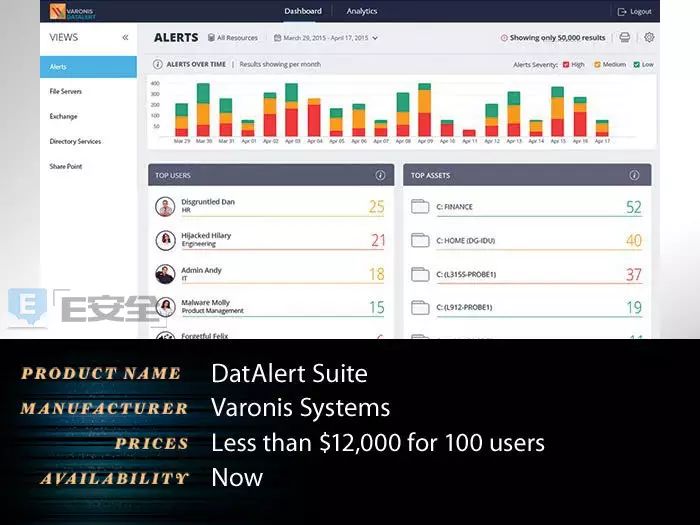 VARONIS
DATALERT
Dashboard
Analytics
Logout
VIEWS
«
Alerts
File Servers
Exchange
Directory Services
Share Point
ALERTS
All Resources
March 29, 2015 - April 17, 2015
Showing only 50,000 results
ALERTS OVER TIME | Results showing per month
Alerts Severity:
High
Medium
Low
400
300
200
100
50
Mar 29
Mar 30
Mar 31
Apr 01
Apr 02
Apr 03
Apr 04
Apr 05
Apr 06
Apr 07
Apr 08
Apr 09
Apr 10
Apr 11
Apr 12
Apr 13
Apr 14
Apr 15
Apr 16
Apr 17
TOP USERS
Disgruntled Dan
HR
25
Hijacked Hilary
Engineering
21
Admin Andy
IT
18
Malware Molly
Product Management
15
Forgetful Felix
TOP ASSETS
C: FINANCE
52
C: HOME (DG-IDU)
40
C: (L315S-PROBE1)
37
C: (L912-PROBE1)
19
E安全
PRODUCT NAME DatAlert Suite
MANUFACTURER Varonis Systems
PRICES Less than $12,000 for 100 users
AVAILABILITY Now